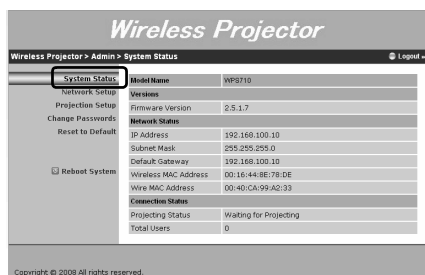 Wireless Projector
Wireless Projector > Admin > System Status
Logout
System Status
Network Setup
Projection Setup
Change Passwords
Reset to Default
Reboot System
Model Name WPS710
Versions
Firmware Version 2.5.1.7
Network Status
IP Address 192.168.100.10
Subnet Mask 255.255.255.0
Default Gateway 192.168.100.10
Wireless MAC Address 00:16:44:8E:78:DE
Wire MAC Address 00:40:CA:99:A2:33
Connection Status
Projecting Status Waiting for Projecting
Total Users 0
Copyright © 2008 All rights reserved.